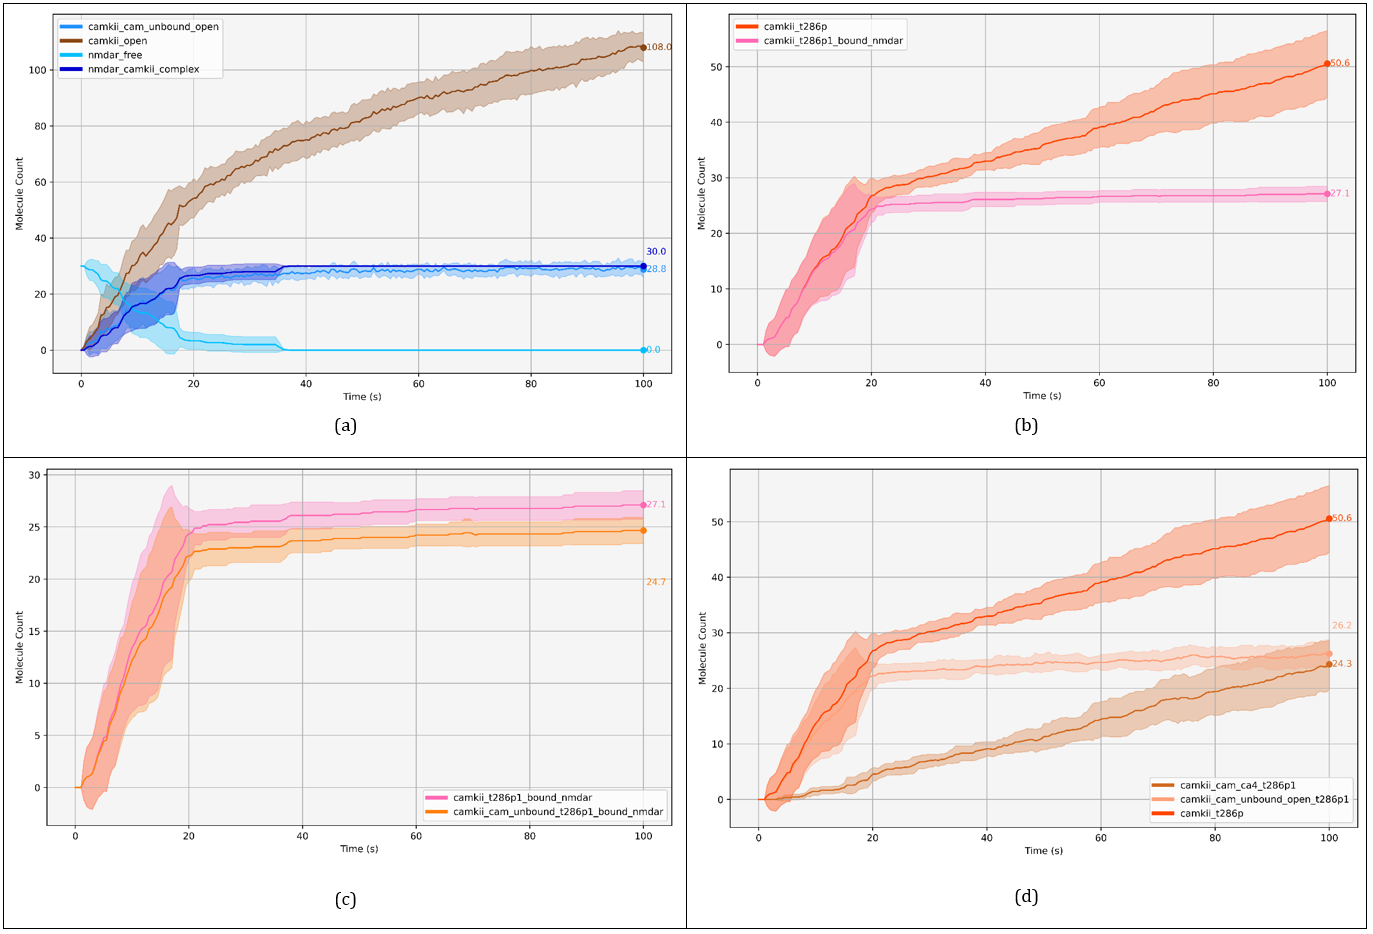 camkii_cam_unbound_open
camkii_open
nmdar_free
nmdar_camkii_complex
Molecule Count
100
80
60
40
20
0
108.0
30.0
28.8
0.0
0 20 40 60 80 100
Time (s)
(a)
camkii_t286p
camkii_t286p1_bound_nmdar
Molecule Count
50
40
30
20
10
0
50.6
27.1
0 20 40 60 80 100
Time (s)
(b)
Molecule Count
30
25
20
15
10
5
0
27.1
24.7
camkii_t286p1_bound_nmdar
camkii_cam_unbound_t286p1_bound_nmdar
0 20 40 60 80 100
Time (s)
(c)
Molecule Count
50
40
30
20
10
0
50.6
26.2
24.3
camkii_cam_ca4_t286p1
camkii_cam_unbound_open_t286p1
camkii_t286p
0 20 40 60 80 100
Time (s)
(d)